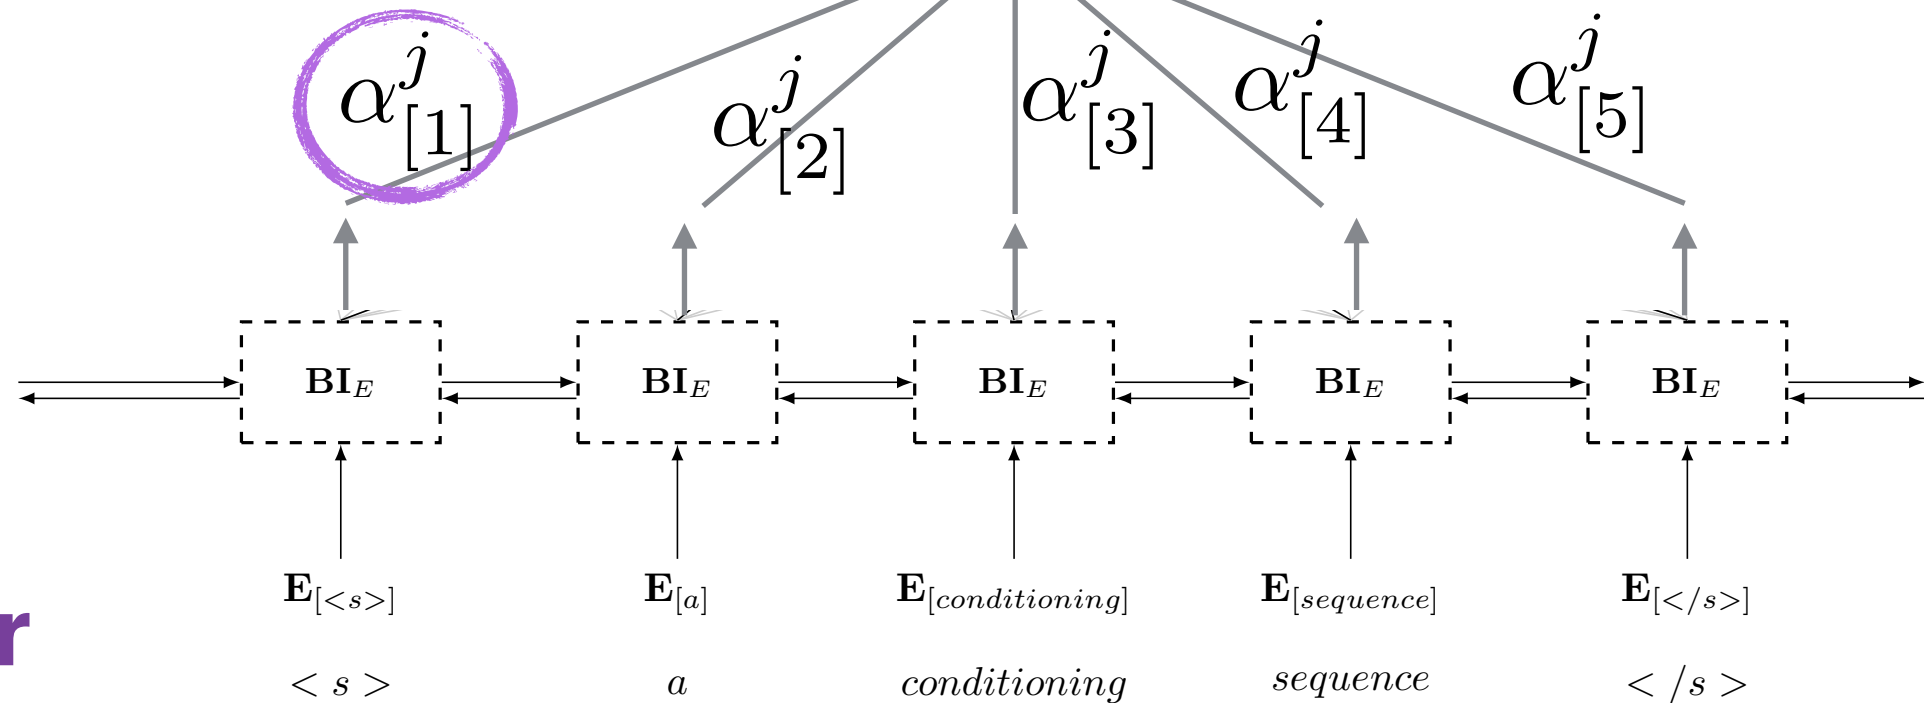 α^j_[1] α^j_[2] α^j_[3] α^j_[4] α^j_[5]
BI_E BI_E BI_E BI_E BI_E
E_[<s>] E_[a] E_[conditioning] E_[sequence] E_[</s>]
r
< s > a conditioning sequence < /s >